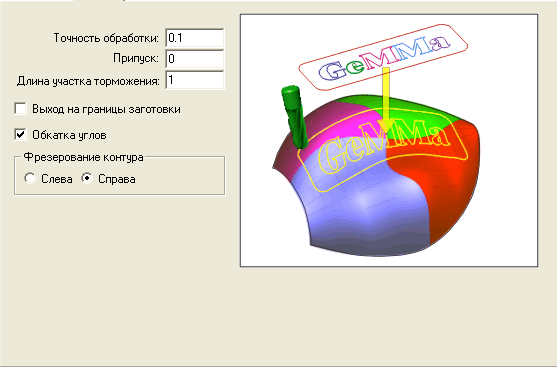 Точность обработки: 0.1
Припуск: 0
Длина участка торможения: 1
Выход на границы заготовки
Обкатка углов
Фрезерование контура
Слева Справа
GeMMa
GeMMa